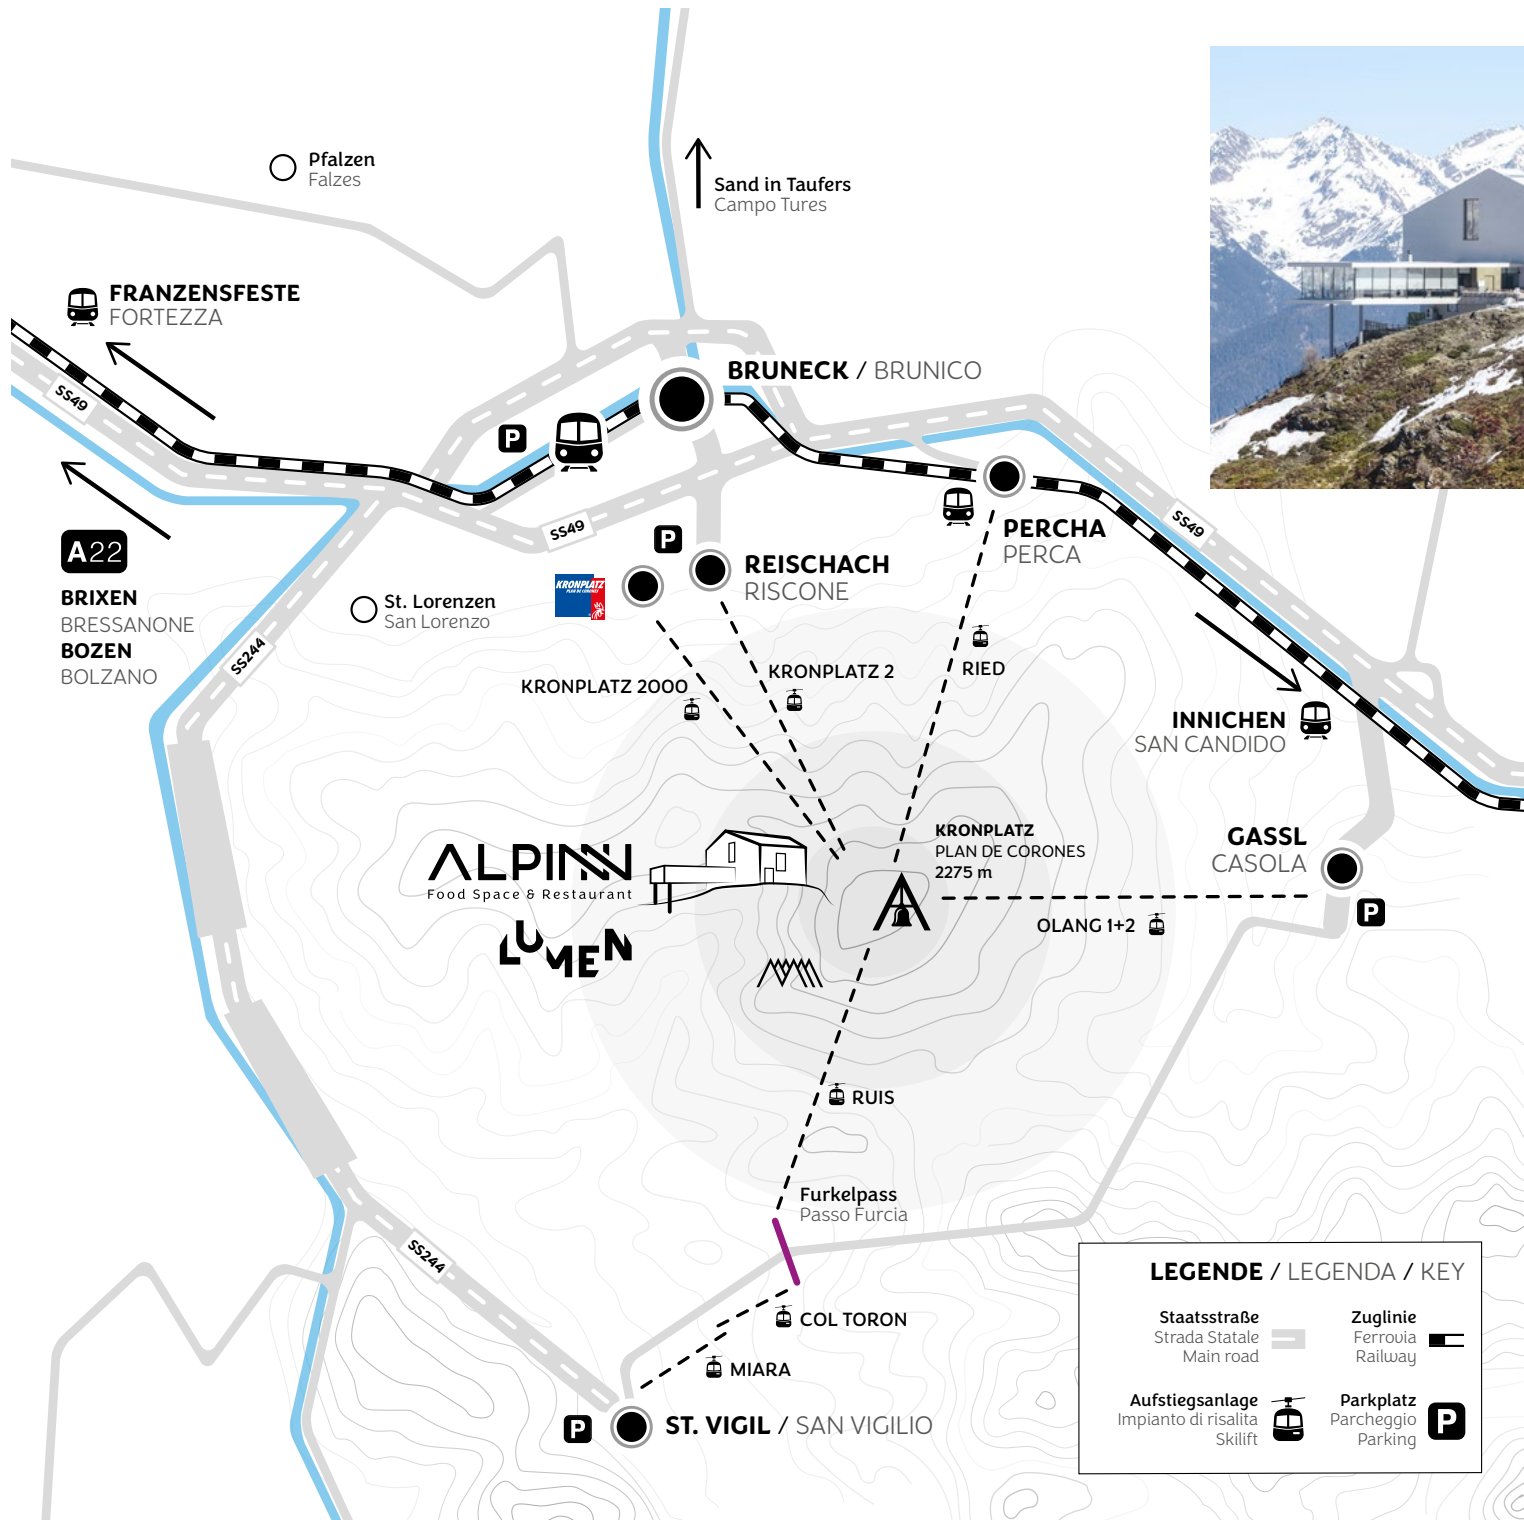 Pfalzen
Falzes
Sand in Taufers
Campo Tures
FRANZENSFESTE
FORTEZZA
SS49
BRUNECK / BRUNICO
P
SS49
SS49
PERCHA
PERCA
A22
BRIXEN
BRESSANONE
BOZEN
BOLZANO
P
REISCHACH
RISCONE
KRONPLATZ
PLAN DE CORONES
St. Lorenzen
San Lorenzo
SS244
KRONPLATZ 2000
KRONPLATZ 2
RIED
INNICHEN
SAN CANDIDO
KRONPLATZ
PLAN DE CORONES
2275 m
GASSL
CASOLA
P
ALPINN
Food Space & Restaurant
LUMEN
OLANG 1+2
RUIS
Furkelpass
Passo Furcia
SS244
COL TORON
MIARA
P
ST. VIGIL / SAN VIGILIO
LEGENDE / LEGENDA / KEY
Staatsstraße
Strada Statale
Main road
Zuglinie
Ferrovia
Railway
Aufstiegsanlage
Impianto di risalita
Skilift
Parkplatz
Parcheggio
Parking
P